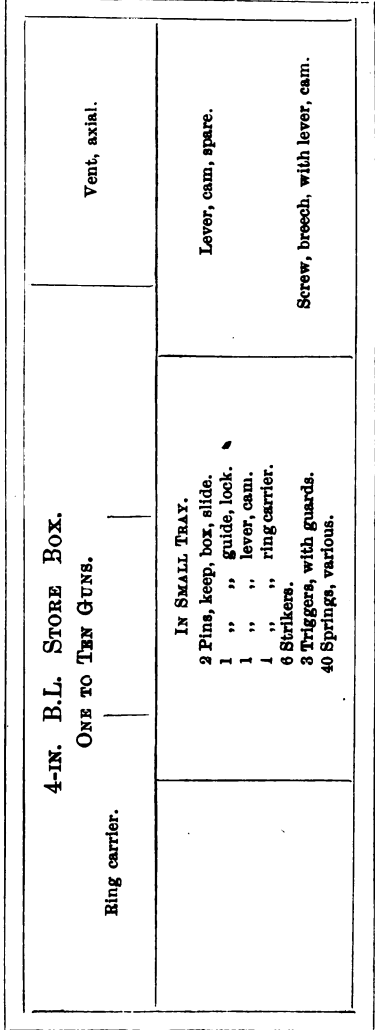 4-IN. B.L. STORE BOX.
ONE TO TEN GUNS.
Ring carrier.
Vent, axial.
IN SMALL TRAY.
2 Pins, keep, box, slide.
1 „ „ guide, lock.
1 „ „ lever, cam.
1 „ „ ring carrier.
6 Strikers.
3 Triggers, with guards.
40 Springs, various.
Lever, cam, spare.
Screw, breech, with lever, cam.